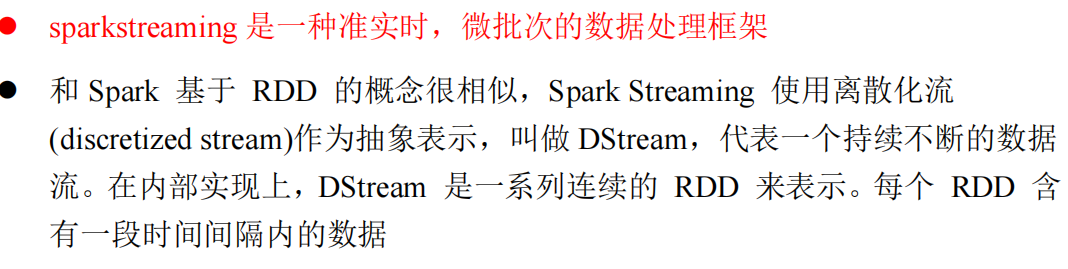 sparkstreaming 是一种准实时，微批次的数据处理框架
和 Spark 基于 RDD 的概念很相似，Spark Streaming 使用离散化流
(discretized stream)作为抽象表示，叫做 DStream，代表一个持续不断的数据
流。在内部实现上，DStream 是一系列连续的 RDD 来表示。每个 RDD 含
有一段时间间隔内的数据